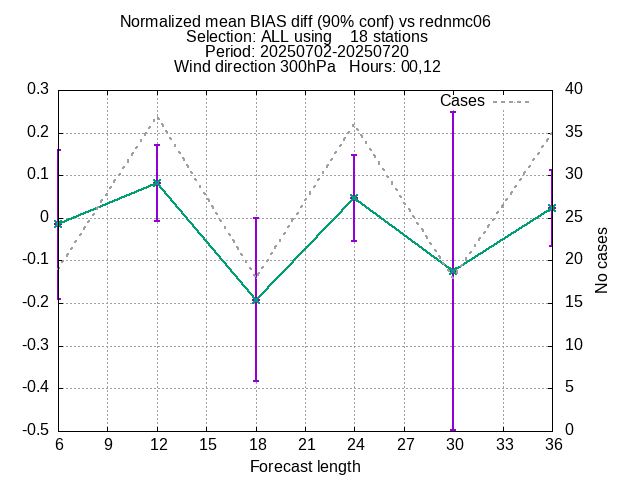 Normalized mean BIAS diff (90% conf) vs rednmc06
Selection: ALL using    18 stations
Period: 20250702-20250720
Wind direction 300hPa   Hours: 00,12
Cases
0.3
0.2
0.1
0
-0.1
-0.2
-0.3
-0.4
-0.5
40
35
30
25
20
15
10
5
0
No cases
6 9 12 15 18 21 24 27 30 33 36
Forecast length